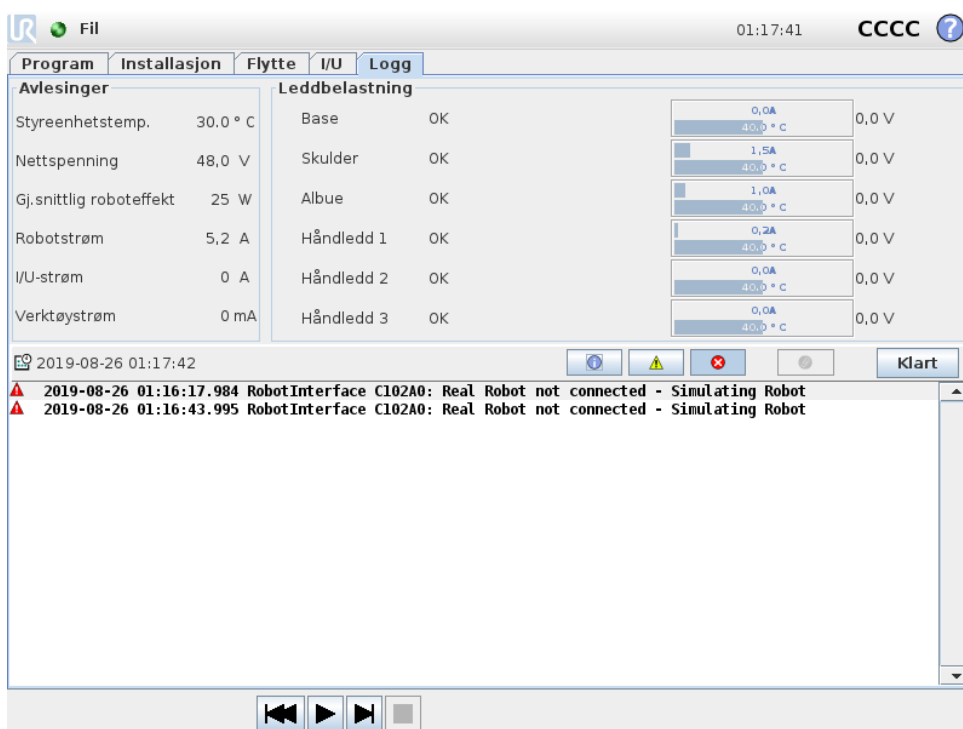 UR Fil 01:17:41 CCCC ?
Program Installasjon Flytte I/U Logg
Avlesinger Leddbelastning
Styreenhetstemp. 30.0 ° C Base OK 0,0A 40.0 ° C 0,0 V
Nettspenning 48,0 V Skulder OK 1,5A 40.0 ° C 0,0 V
Gj.snittlig roboteffekt 25 W Albue OK 1,0A 40.0 ° C 0,0 V
Robotstrøm 5,2 A Håndledd 1 OK 0,2A 40.0 ° C 0,0 V
I/U-strøm 0 A Håndledd 2 OK 0,0A 40.0 ° C 0,0 V
Verktøystrøm 0 mA Håndledd 3 OK 0,0A 40.0 ° C 0,0 V
2019-08-26 01:17:42 Klart
2019-08-26 01:16:17.984 RobotInterface C102A0: Real Robot not connected - Simulating Robot
2019-08-26 01:16:43.995 RobotInterface C102A0: Real Robot not connected - Simulating Robot